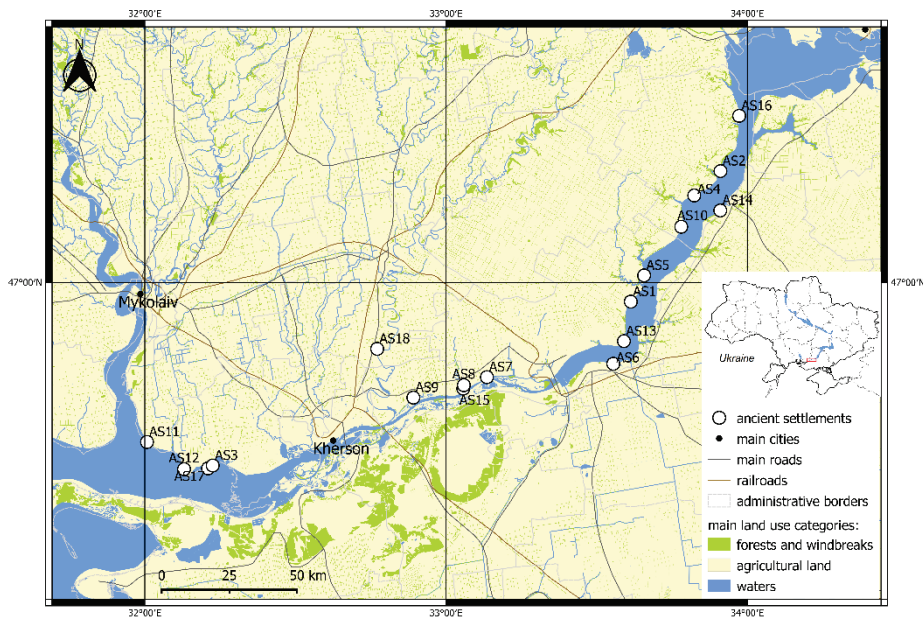 32°00'E 33°00'E 34°00'E
N
AS16
AS2
AS4
AS14
AS10
AS5
47°00'N 47°00'N
AS1
Mykolaiv
AS13
AS18
AS6
AS7
AS8
AS15
AS9
AS11
Kherson
AS12 AS3
AS17
Ukraine
ancient settlements
main cities
main roads
railroads
administrative borders
main land use categories:
forests and windbreaks
agricultural land
waters
0 25 50 km
32°00'E 33°00'E 34°00'E